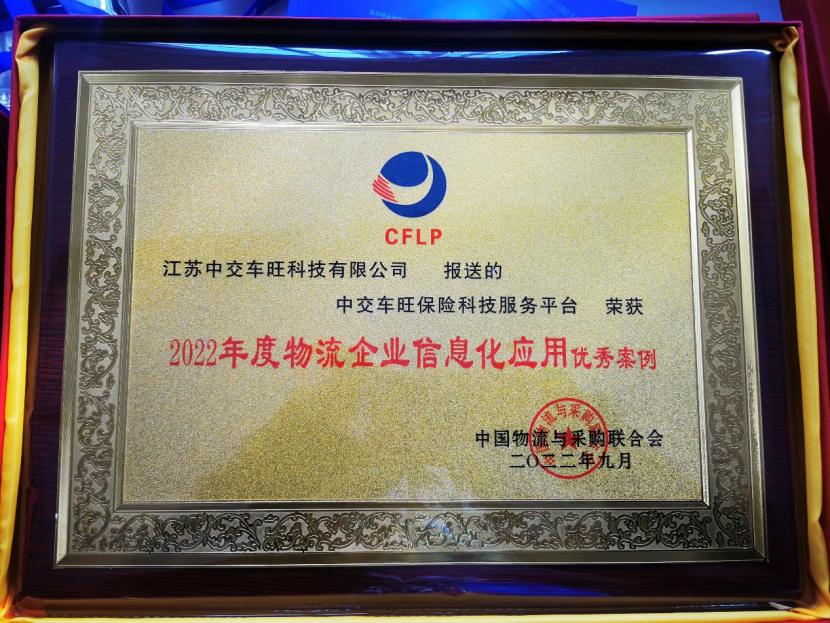 CFLP
江苏中交车旺科技有限公司 报送的
中交车旺保险科技服务平台 荣获
2022年度物流企业信息化应用优秀案例
中国物流与采购联合会
二〇二二年九月